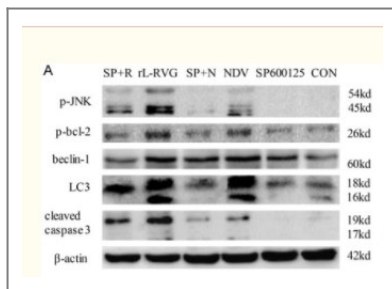 A
SP+R rL-RVG SP+N NDV SP600125 CON
p-JNK 54kd
45kd
p-bcl-2 26kd
beclin-1 60kd
LC3 18kd
16kd
cleaved
caspase 3 19kd
17kd
β-actin 42kd